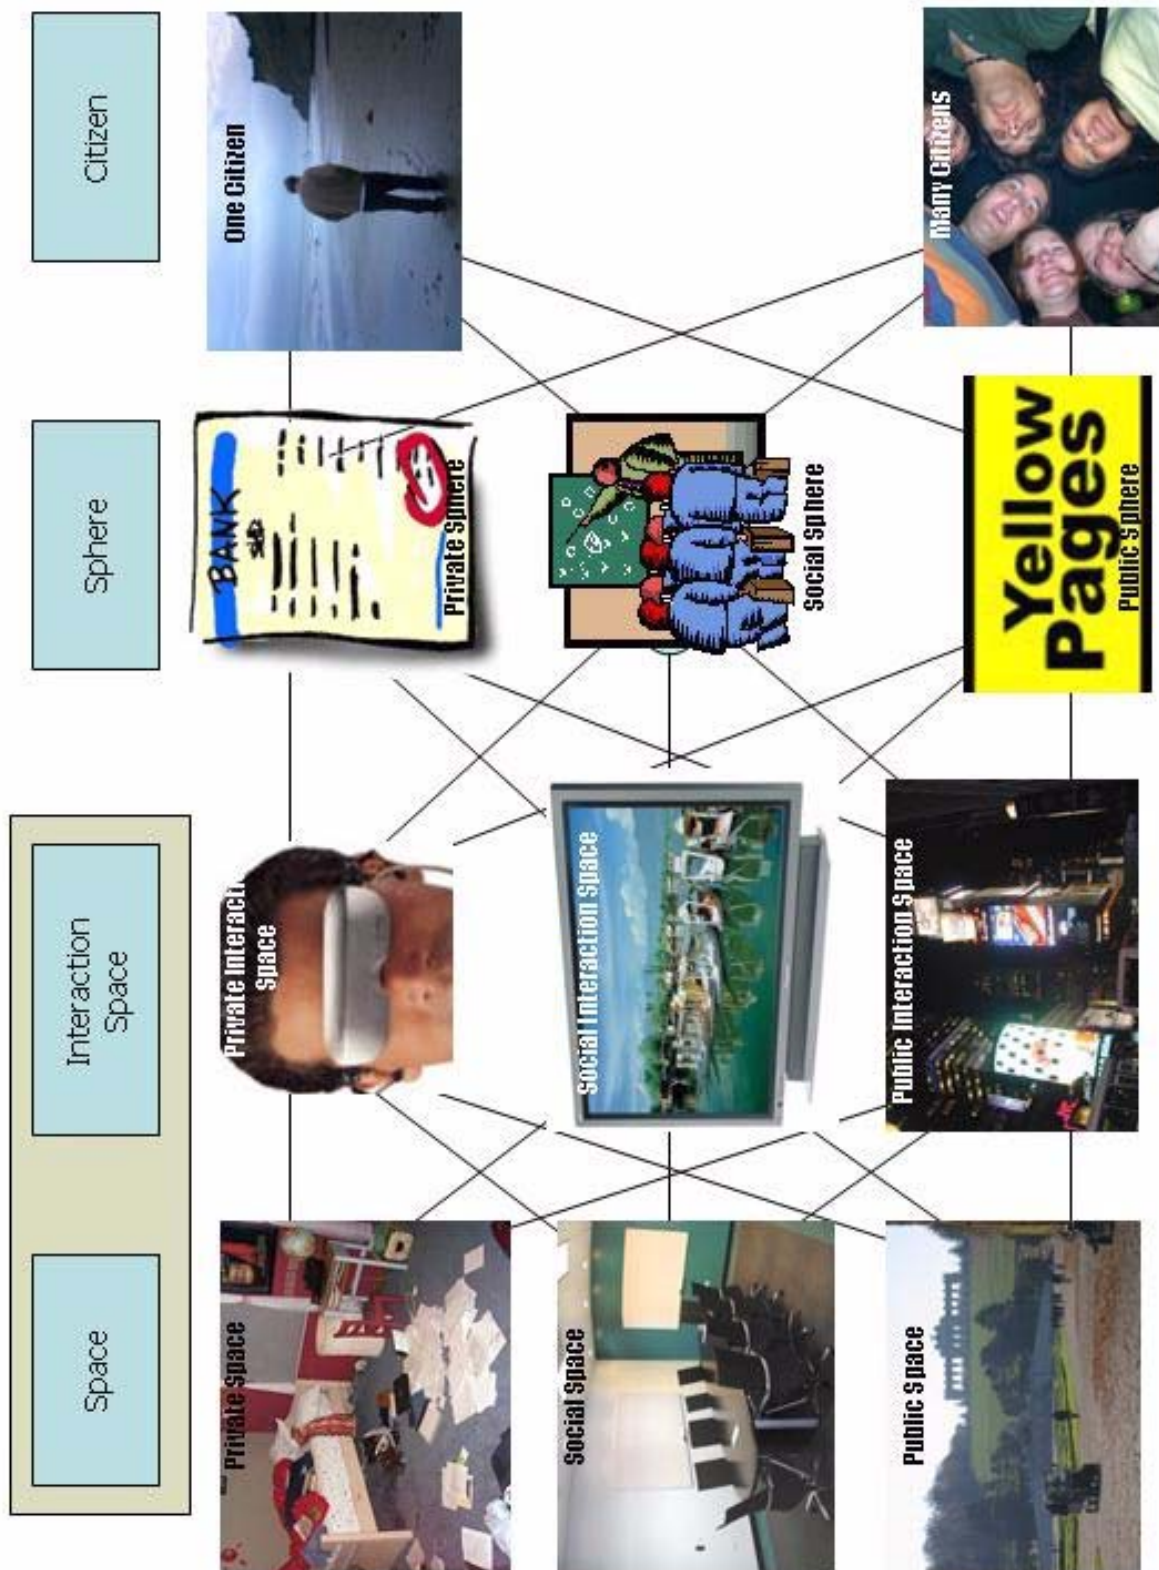 Space
Interaction
Space
Sphere
Citizen
Private Space
Private Interacti
Space
BANK
Private Sphere
One Citizen
Social Space
Social Interaction Space
Social Sphere
Public Space
Public Interaction Space
Yellow
Pages
Public Sphere
Many Citizens